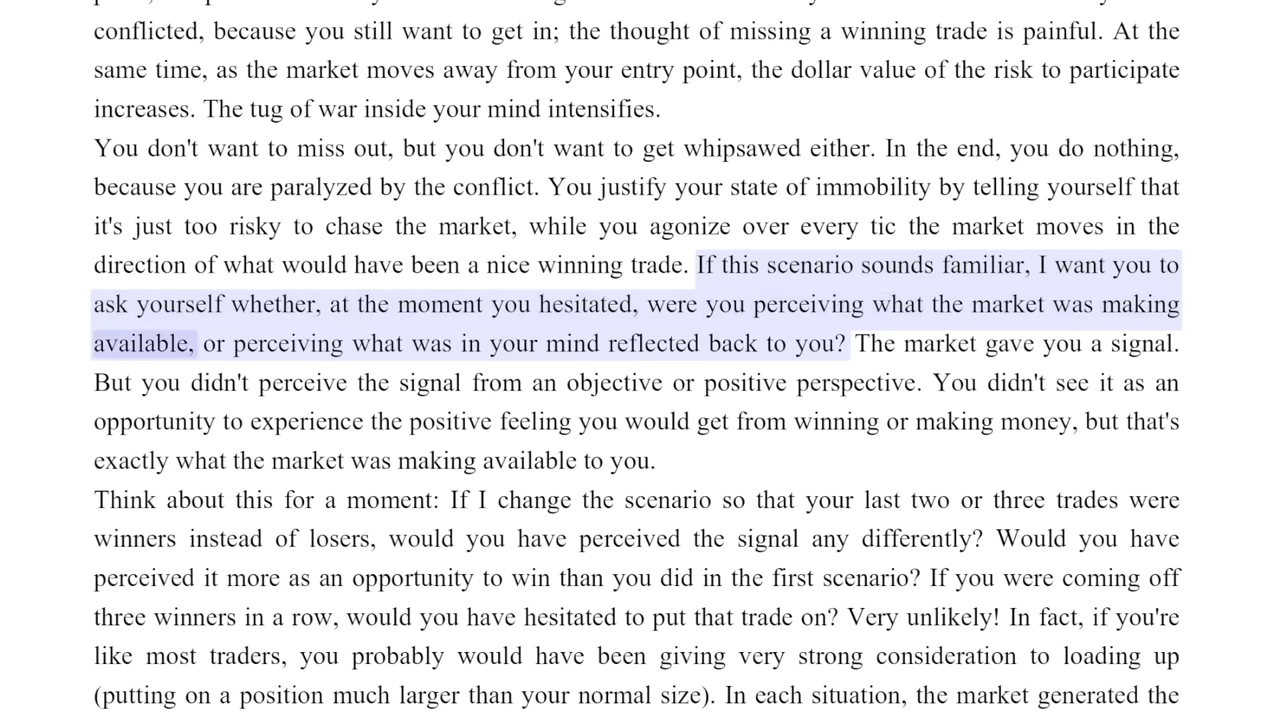 conflicted, because you still want to get in; the thought of missing a winning trade is painful. At the
same time, as the market moves away from your entry point, the dollar value of the risk to participate
increases. The tug of war inside your mind intensifies.
You don't want to miss out, but you don't want to get whipsawed either. In the end, you do nothing,
because you are paralyzed by the conflict. You justify your state of immobility by telling yourself that
it's just too risky to chase the market, while you agonize over every tic the market moves in the
direction of what would have been a nice winning trade. If this scenario sounds familiar, I want you to
ask yourself whether, at the moment you hesitated, were you perceiving what the market was making
available, or perceiving what was in your mind reflected back to you? The market gave you a signal.
But you didn't perceive the signal from an objective or positive perspective. You didn't see it as an
opportunity to experience the positive feeling you would get from winning or making money, but that's
exactly what the market was making available to you.
Think about this for a moment: If I change the scenario so that your last two or three trades were
winners instead of losers, would you have perceived the signal any differently? Would you have
perceived it more as an opportunity to win than you did in the first scenario? If you were coming off
three winners in a row, would you have hesitated to put that trade on? Very unlikely! In fact, if you're
like most traders, you probably would have been giving very strong consideration to loading up
(putting on a position much larger than your normal size). In each situation, the market generated the